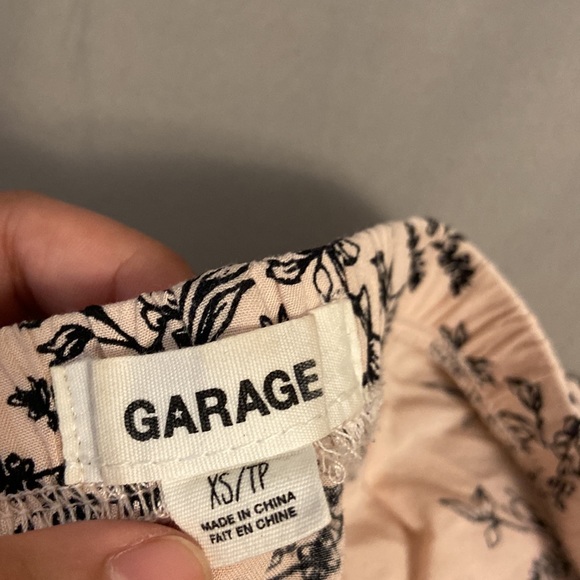 GARAGE
XS/TP
MADE IN CHINA
FAIT EN CHINE